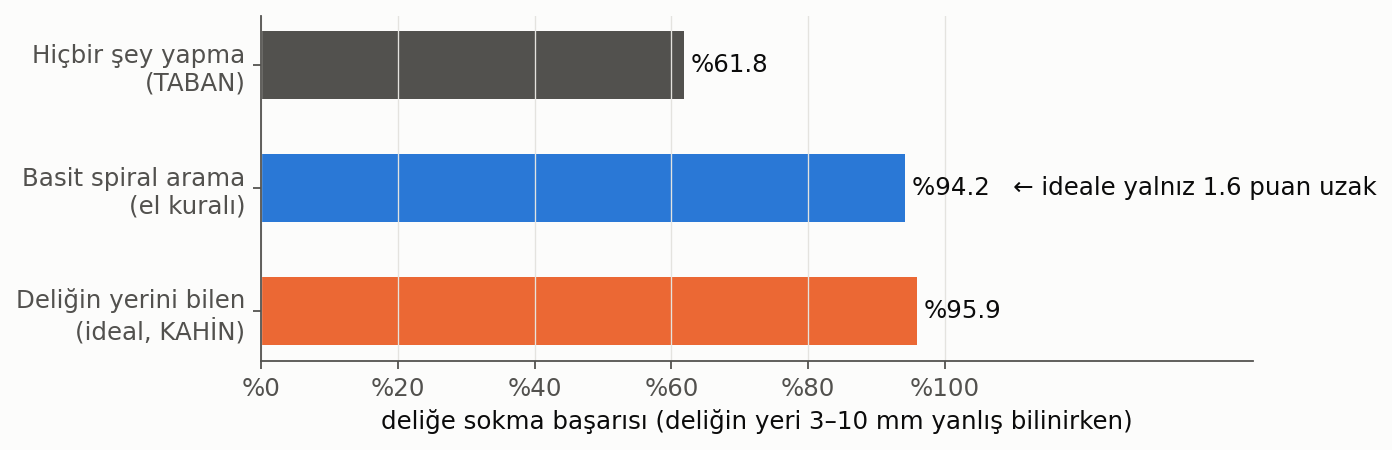 Hiçbir şey yapma
(TABAN)
%61.8
Basit spiral arama
(el kuralı)
%94.2 ← ideale yalnız 1.6 puan uzak
Deliğin yerini bilen
(ideal, KAHİN)
%95.9
%0 %20 %40 %60 %80 %100
deliğe sokma başarısı (deliğin yeri 3–10 mm yanlış bilinirken)